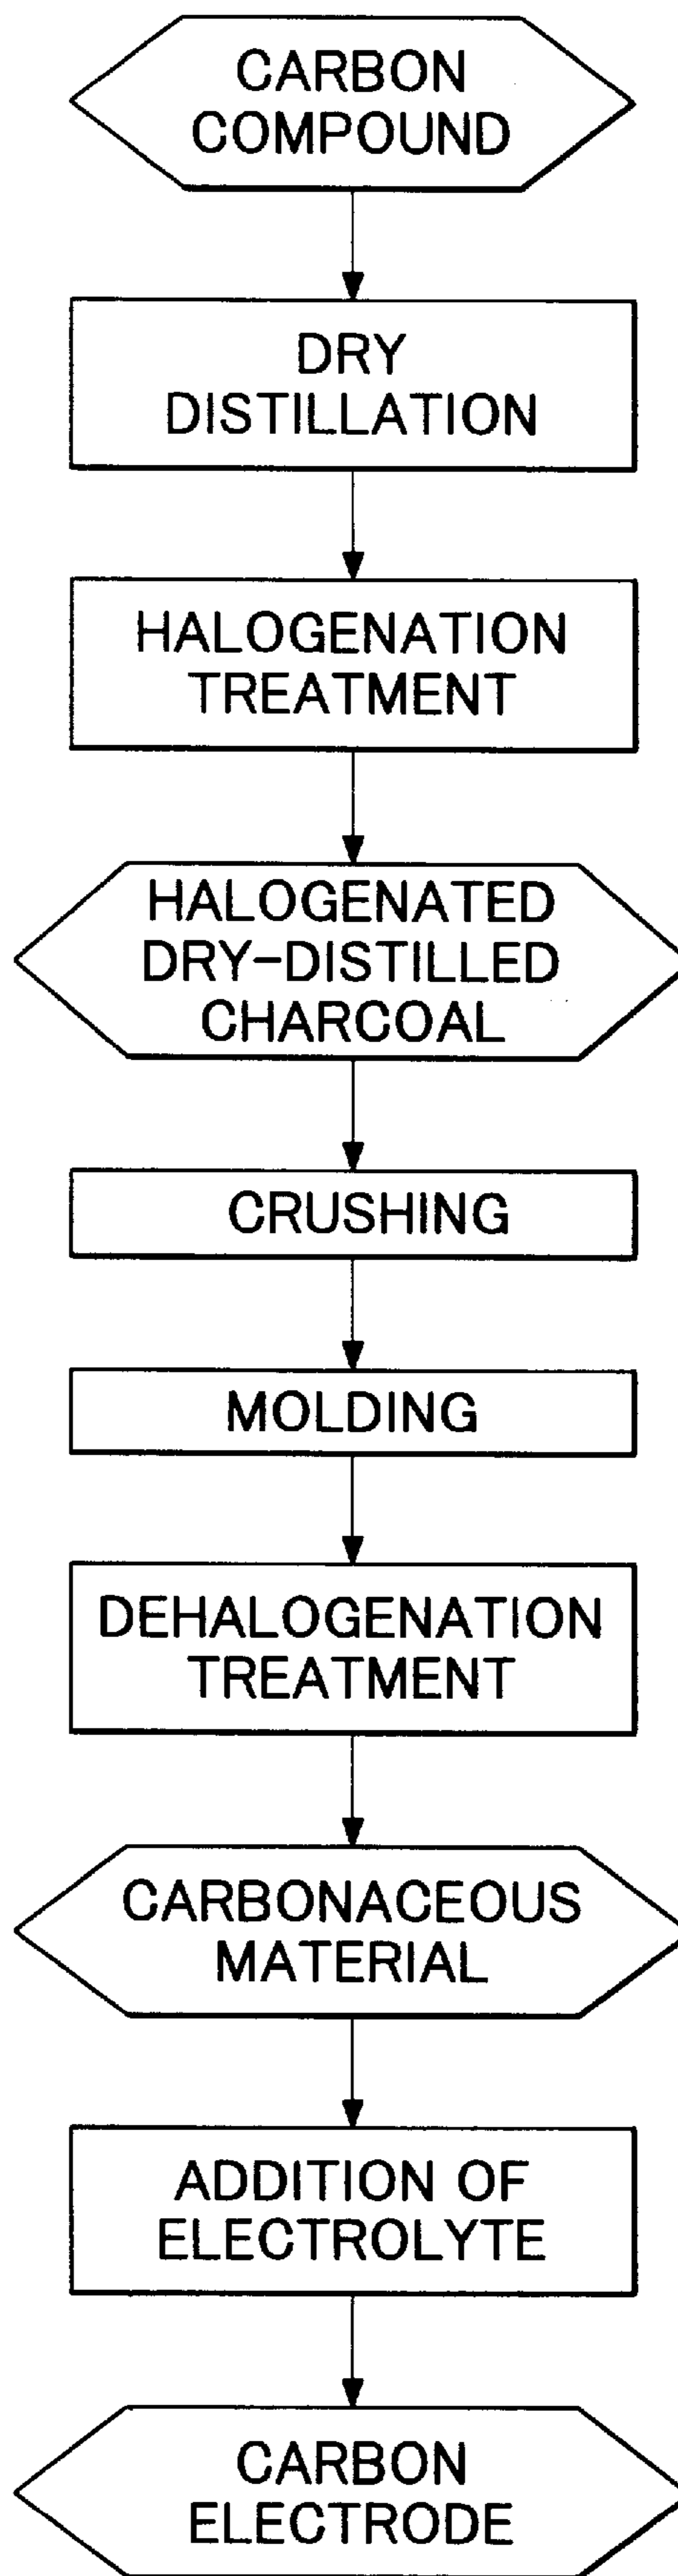 CARBON
COMPOUND
DRY
DISTILLATION
HALOGENATION
TREATMENT
HALOGENATED
DRY-DISTILLED
CHARCOAL
CRUSHING
MOLDING
DEHALOGENATION
TREATMENT
CARBONACEOUS
MATERIAL
ADDITION OF
ELECTROLYTE
CARBON
ELECTRODE